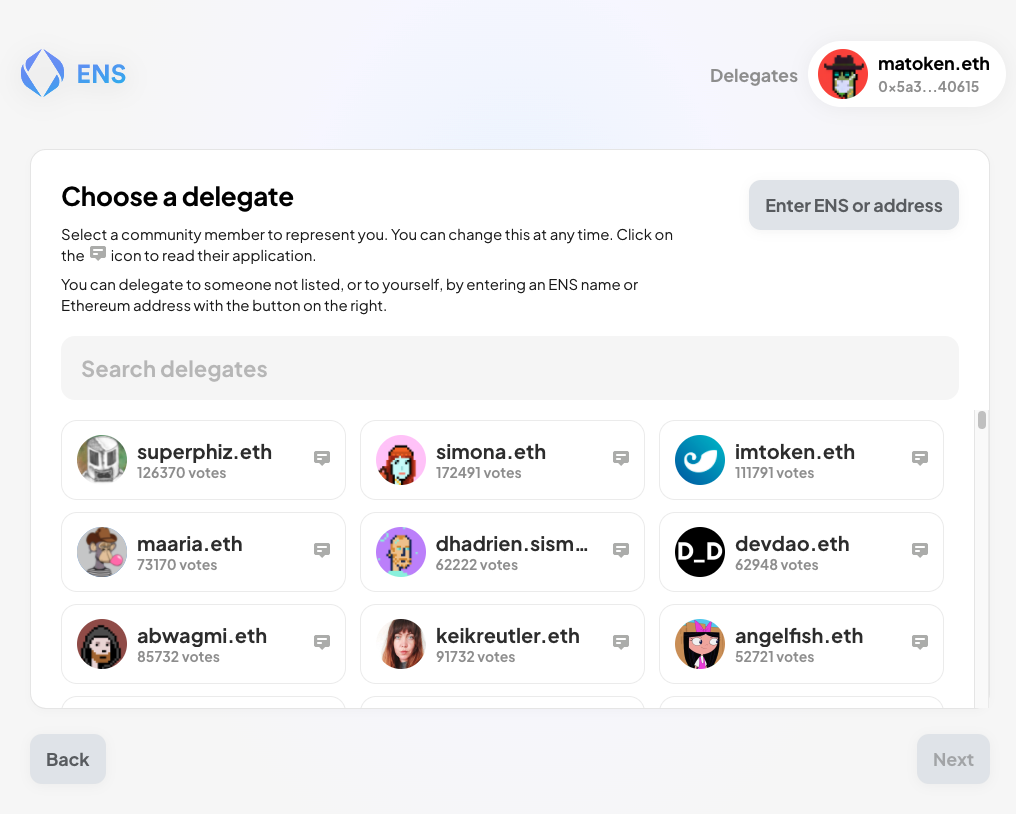 ENS
Delegates
matoken.eth
0x5a3...40615
Choose a delegate
Enter ENS or address
Select a community member to represent you. You can change this at any time. Click on
the icon to read their application.
You can delegate to someone not listed, or to yourself, by entering an ENS name or
Ethereum address with the button on the right.
Search delegates
superphiz.eth
126370 votes
simona.eth
172491 votes
imtoken.eth
111791 votes
maaria.eth
73170 votes
dhadrien.sism...
62222 votes
D_D
devdao.eth
62948 votes
abwagmi.eth
85732 votes
keikreutler.eth
91732 votes
angelfish.eth
52721 votes
Back
Next